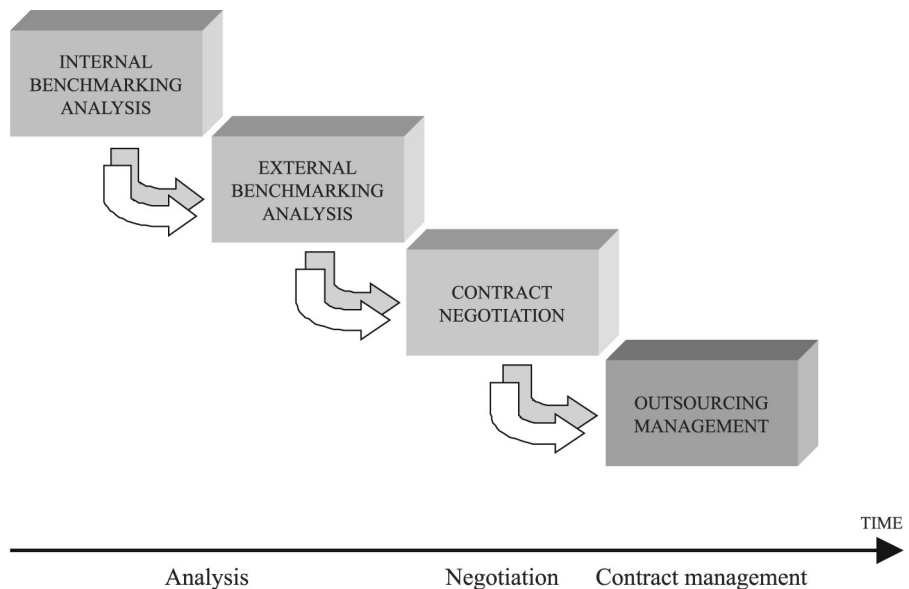 INTERNAL
BENCHMARKING
ANALYSIS
EXTERNAL
BENCHMARKING
ANALYSIS
CONTRACT
NEGOTIATION
OUTSOURCING
MANAGEMENT
TIME
Analysis
Negotiation
Contract management